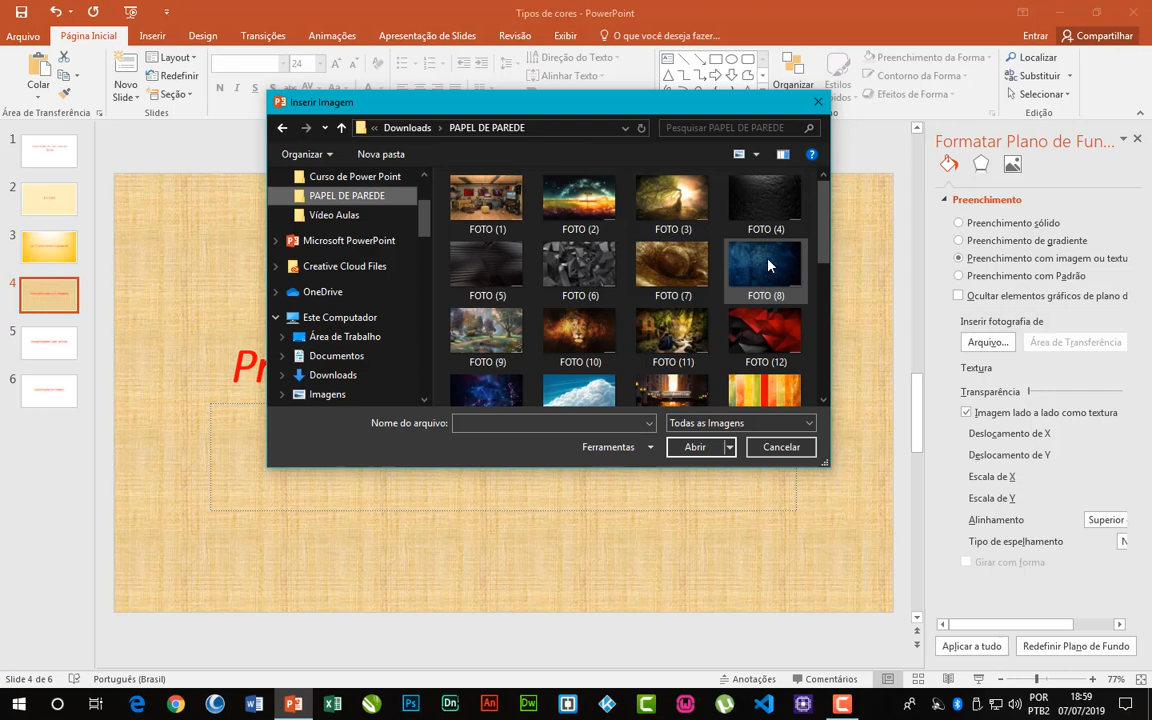 Tipos de cores - PowerPoint
Arquivo
Página Inicial
Inserir
Design
Transições
Animações
Apresentação de Slides
Revisão
Exibir
O que você deseja fazer...
Entrar
Compartilhar
Colar
Novo
Slide
Layout
Redefinir
Seção
24
N
I
S
Direção do Texto
Alinhar Texto
Organizar
Estilos
Preenchimento da Forma
Contorno da Forma
Efeitos de Forma
Localizar
Substituir
Selecionar
Área de Transferência
Slides
Edição
Inserir Imagem
Downloads
PAPEL DE PAREDE
Pesquisar PAPEL DE PAREDE
Organizar
Nova pasta
Curso de Power Point
PAPEL DE PAREDE
Vídeo Aulas
Microsoft PowerPoint
Creative Cloud Files
OneDrive
Este Computador
Área de Trabalho
Documentos
Downloads
Imagens
FOTO (1)
FOTO (2)
FOTO (3)
FOTO (4)
FOTO (5)
FOTO (6)
FOTO (7)
FOTO (8)
FOTO (9)
FOTO (10)
FOTO (11)
FOTO (12)
Nome do arquivo:
Todas as Imagens
Ferramentas
Abrir
Cancelar
1
2
3
4
5
6
Pr
Formatar Plano de Fun...
Preenchimento
Preenchimento sólido
Preenchimento de gradiente
Preenchimento com imagem ou textu
Preenchimento com Padrão
Ocultar elementos gráficos de plano d
Inserir fotografia de
Arquivo...
Área de Transferência
Textura
Transparência
Imagem lado a lado como textura
Deslocamento de X
Deslocamento de Y
Escala de X
Escala de Y
Alinhamento
Superior
Tipo de espelhamento
N
Girar com forma
Aplicar a tudo
Redefinir Plano de Fundo
Slide 4 de 6
Português (Brasil)
Anotações
Comentários
77%
POR
PTB2
18:59
07/07/2019